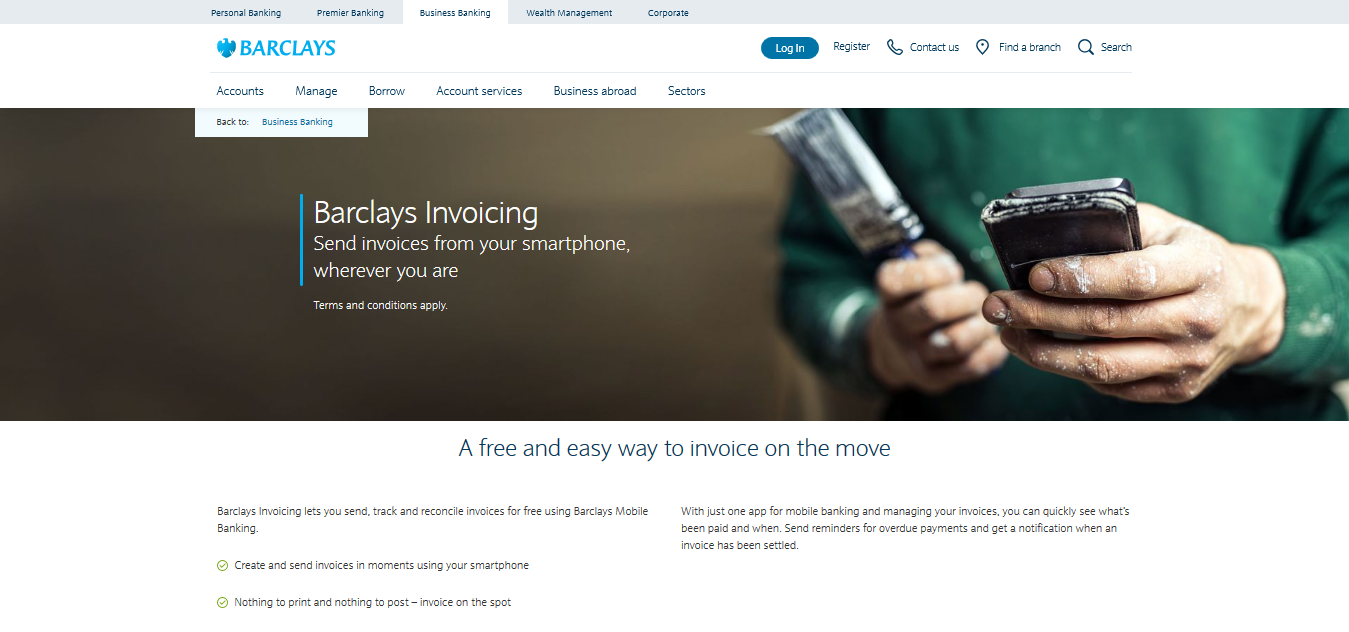 Personal Banking Premier Banking Business Banking Wealth Management Corporate
BARCLAYS
Log In Register Contact us Find a branch Search
Accounts Manage Borrow Account services Business abroad Sectors
Back to: Business Banking
Barclays Invoicing
Send invoices from your smartphone,
wherever you are
Terms and conditions apply.
A free and easy way to invoice on the move
Barclays Invoicing lets you send, track and reconcile invoices for free using Barclays Mobile
Banking.
Create and send invoices in moments using your smartphone
Nothing to print and nothing to post – invoice on the spot
With just one app for mobile banking and managing your invoices, you can quickly see what's
been paid and when. Send reminders for overdue payments and get a notification when an
invoice has been settled.